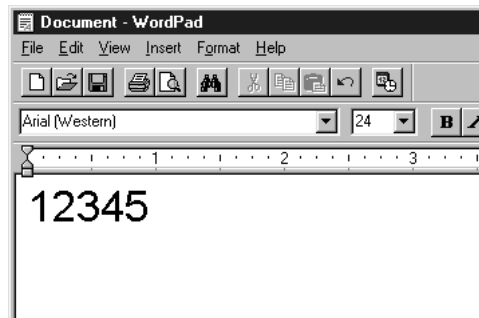 Document - WordPad
File Edit View Insert Format Help
Arial (Western) 24 B
1 2 3
12345